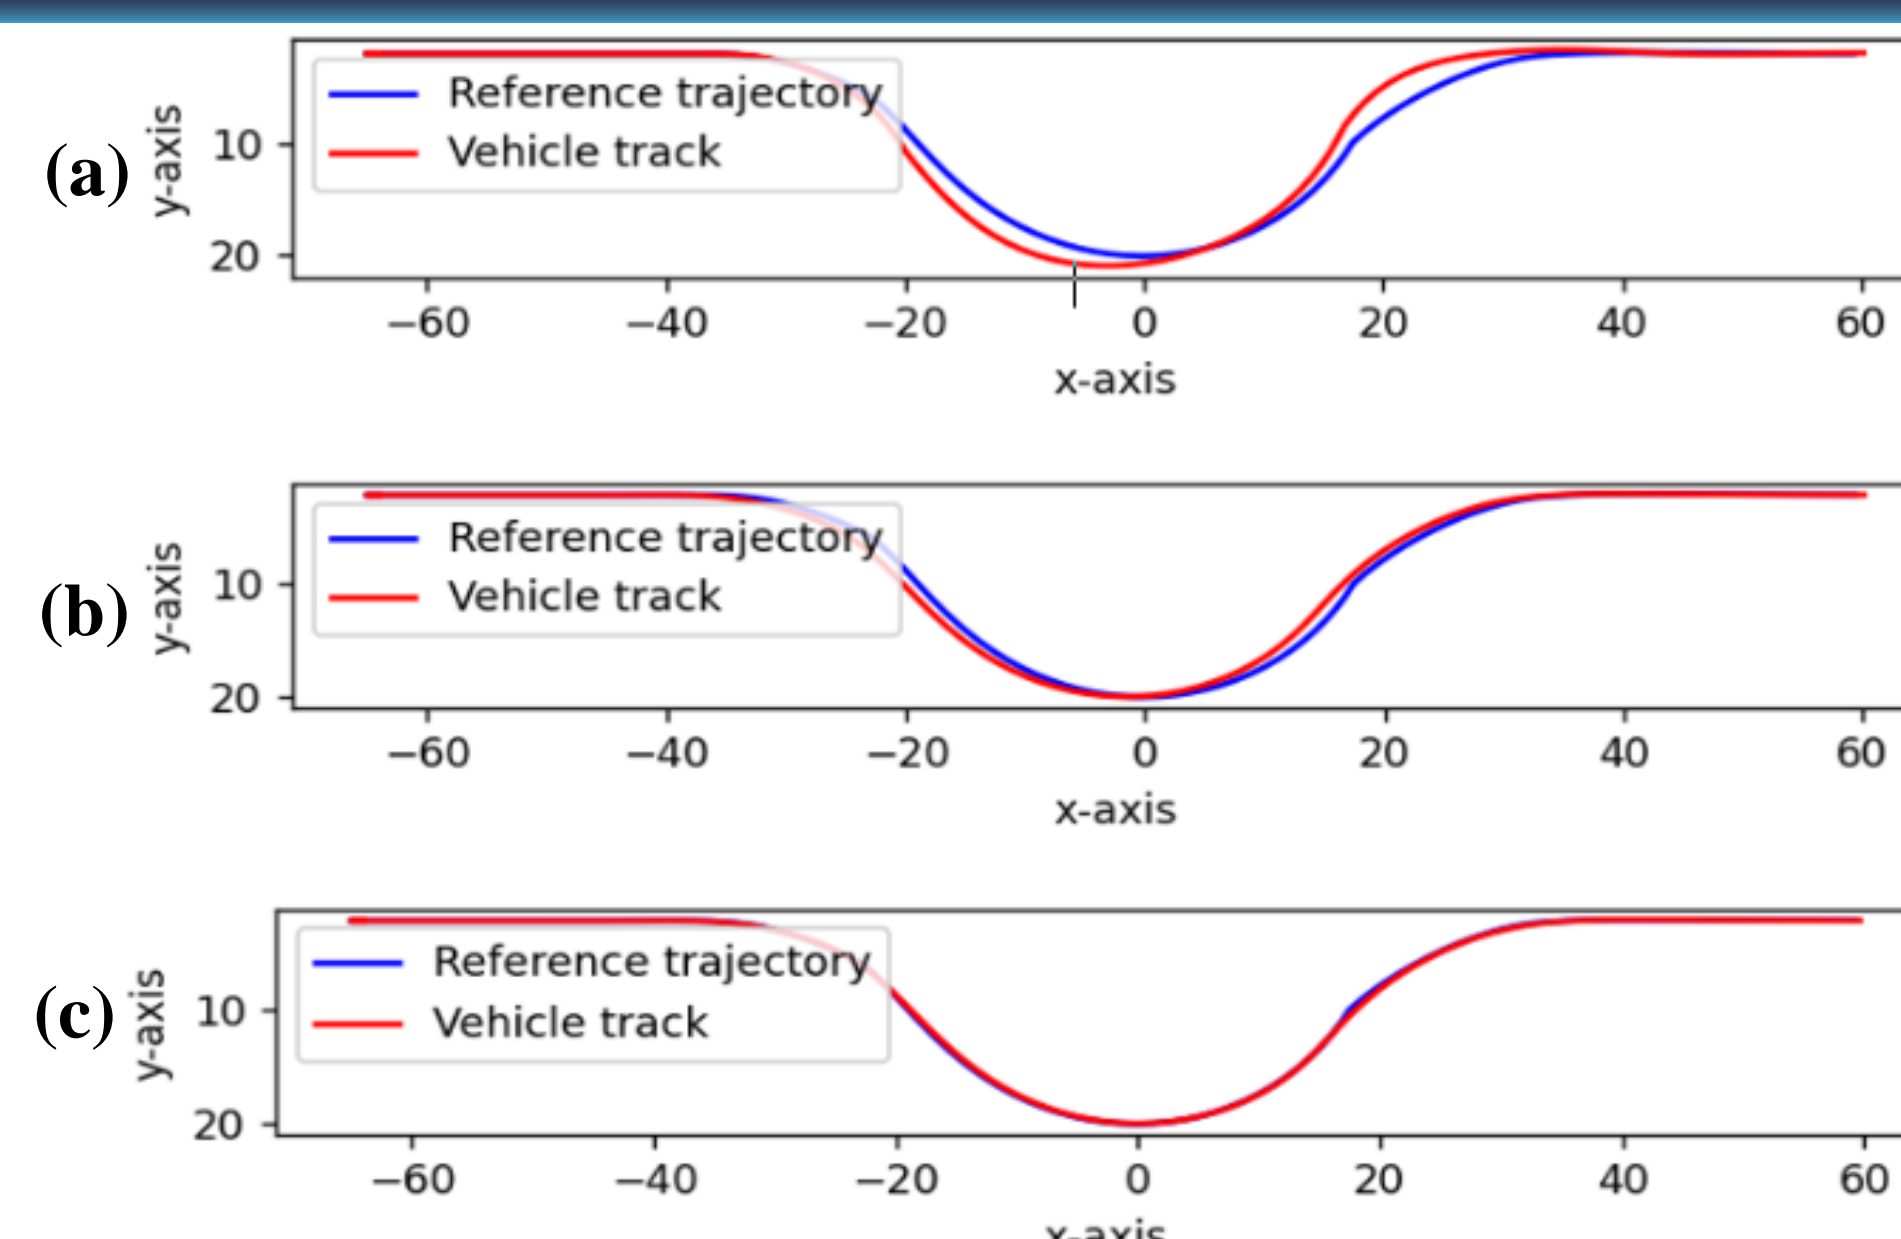 (a)
y-axis
Reference trajectory
Vehicle track
10
20
−60 −40 −20 0 20 40 60
x-axis
(b)
y-axis
Reference trajectory
Vehicle track
10
20
−60 −40 −20 0 20 40 60
x-axis
(c)
y-axis
Reference trajectory
Vehicle track
10
20
−60 −40 −20 0 20 40 60
x-axis